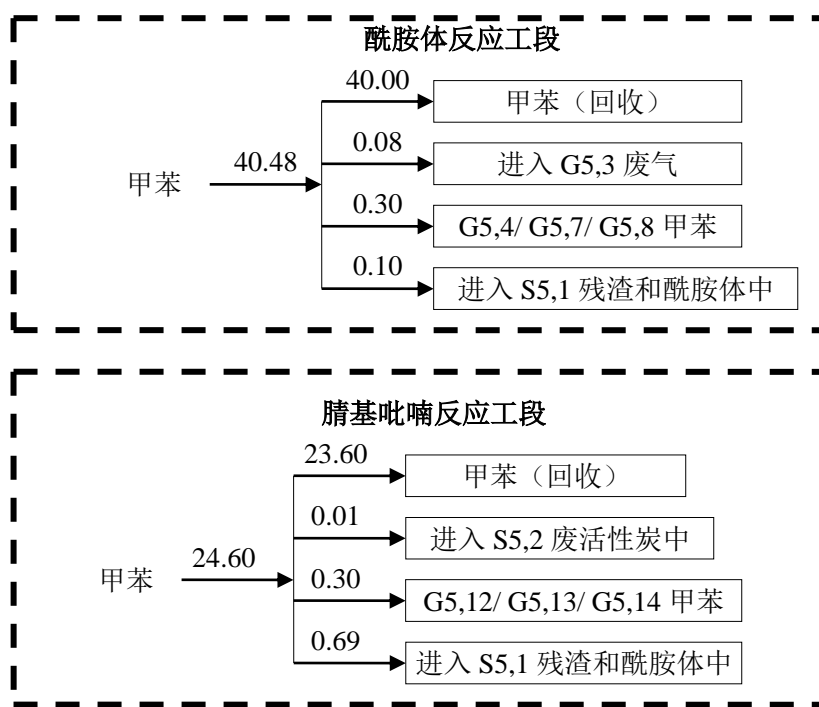 酰胺体反应工段
40.00
甲苯（回收）
0.08
进入 G5,3 废气
甲苯
40.48
0.30
G5,4/ G5,7/ G5,8 甲苯
0.10
进入 S5,1 残渣和酰胺体中
腈基吡喃反应工段
23.60
甲苯（回收）
0.01
进入 S5,2 废活性炭中
甲苯
24.60
0.30
G5,12/ G5,13/ G5,14 甲苯
0.69
进入 S5,1 残渣和酰胺体中